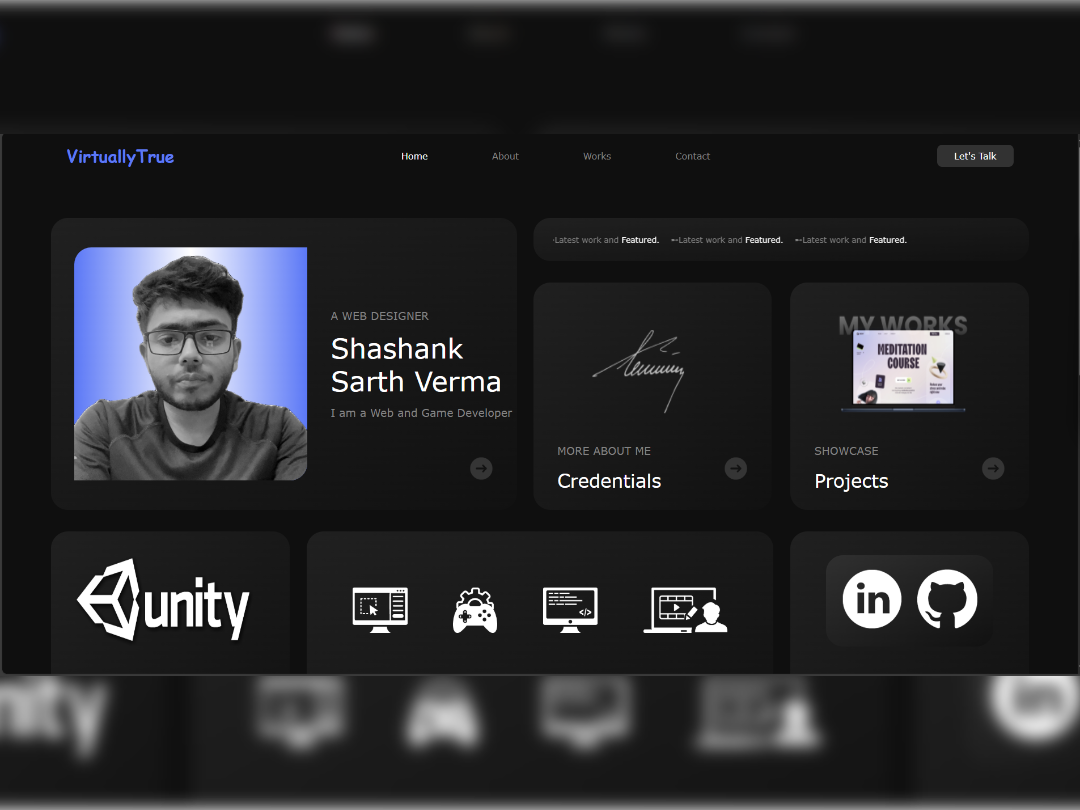 VirtuallyTrue
Home
About
Works
Contact
Let's Talk
A WEB DESIGNER
Shashank
Sarth Verma
I am a Web and Game Developer
Latest work and Featured.
Latest work and Featured.
Latest work and Featured.
MORE ABOUT ME
Credentials
MY WORKS
MEDITATION
COURSE
SHOWCASE
Projects
unity
</>
in